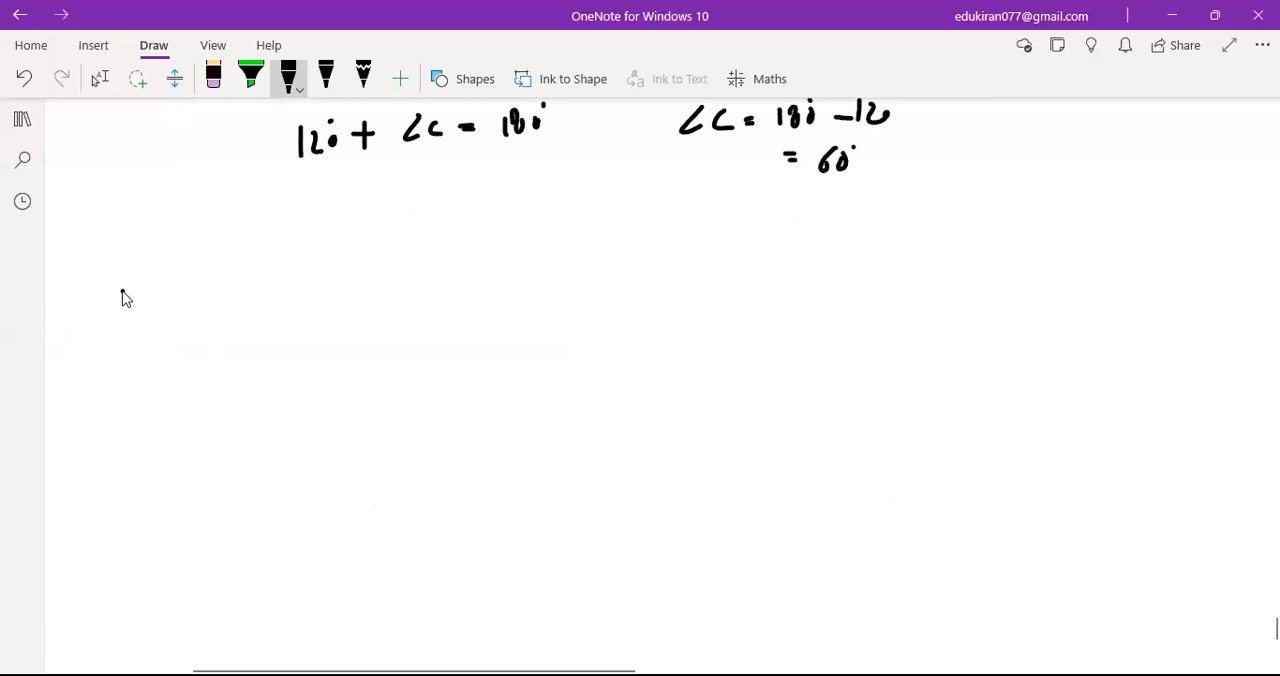 OneNote for Windows 10
edukiran077@gmail.com
Home Insert Draw View Help
Share
Shapes Ink to Shape Ink to Text Maths
120° + ∠C = 180°
∠C = 180° - 120
= 60°